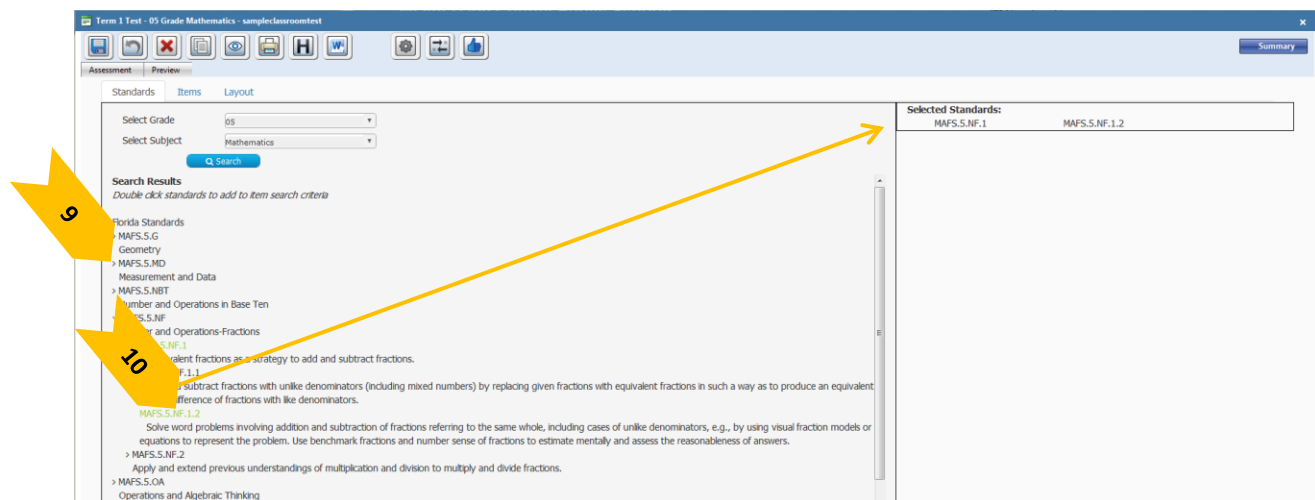 Term 1 Test - 05 Grade Mathematics - sampleclassroomtest
×
H
W
Summary
Assessment Preview
Standards Items Layout
Select Grade 05
Select Subject Mathematics
Search
Search Results
Double click standards to add to item search criteria
Florida Standards
> MAFS.5.G
Geometry
> MAFS.5.MD
Measurement and Data
> MAFS.5.NBT
Number and Operations in Base Ten
.5.NF
and Operations-Fractions
.5.NF.1
fractions as a strategy to add and subtract fractions.
.1.1
subtract fractions with unlike denominators (including mixed numbers) by replacing given fractions with equivalent fractions in such a way as to produce an equivalent
of fractions with like denominators.
MAFS.5.NF.1.2
Solve word problems involving addition and subtraction of fractions referring to the same whole, including cases of unlike denominators, e.g., by using visual fraction models or
equations to represent the problem. Use benchmark fractions and number sense of fractions to estimate mentally and assess the reasonableness of answers.
> MAFS.5.NF.2
Apply and extend previous understandings of multiplication and division to multiply and divide fractions.
> MAFS.5.OA
Operations and Algebraic Thinking
Selected Standards:
MAFS.5.NF.1 MAFS.5.NF.1.2
9
10